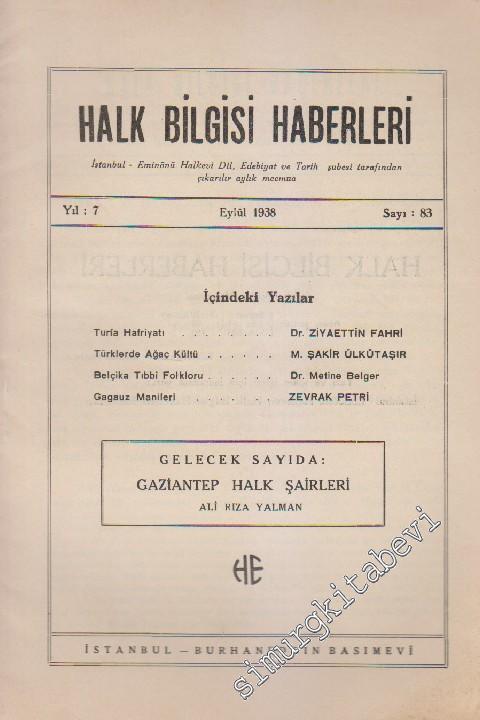 HALK BİLGİSİ HABERLERİ
İstanbul - Eminönü Halkevi Dil, Edebiyat ve Tarih şubesi tarafından
çıkarılır aylık mecmua
Yıl : 7 Eylül 1938 Sayı : 83
İçindeki Yazılar
Turfa Hafriyatı . . . . . . . . Dr. ZİYAETTİN FAHRİ
Türklerde Ağaç Kültü . . . . . . M. ŞAKİR ÜLKÜTAŞIR
Belçika Tıbbî Folkloru . . . . . . Dr. Metine Belger
Gagauz Manileri . . . . . . . ZEVRAK PETRİ
GELECEK SAYIDA:
GAZİANTEP HALK ŞAİRLERİ
ALİ RIZA YALMAN
HE
İSTANBUL — BURHANEDDİN BASIMEVİ
simurgkitabevi